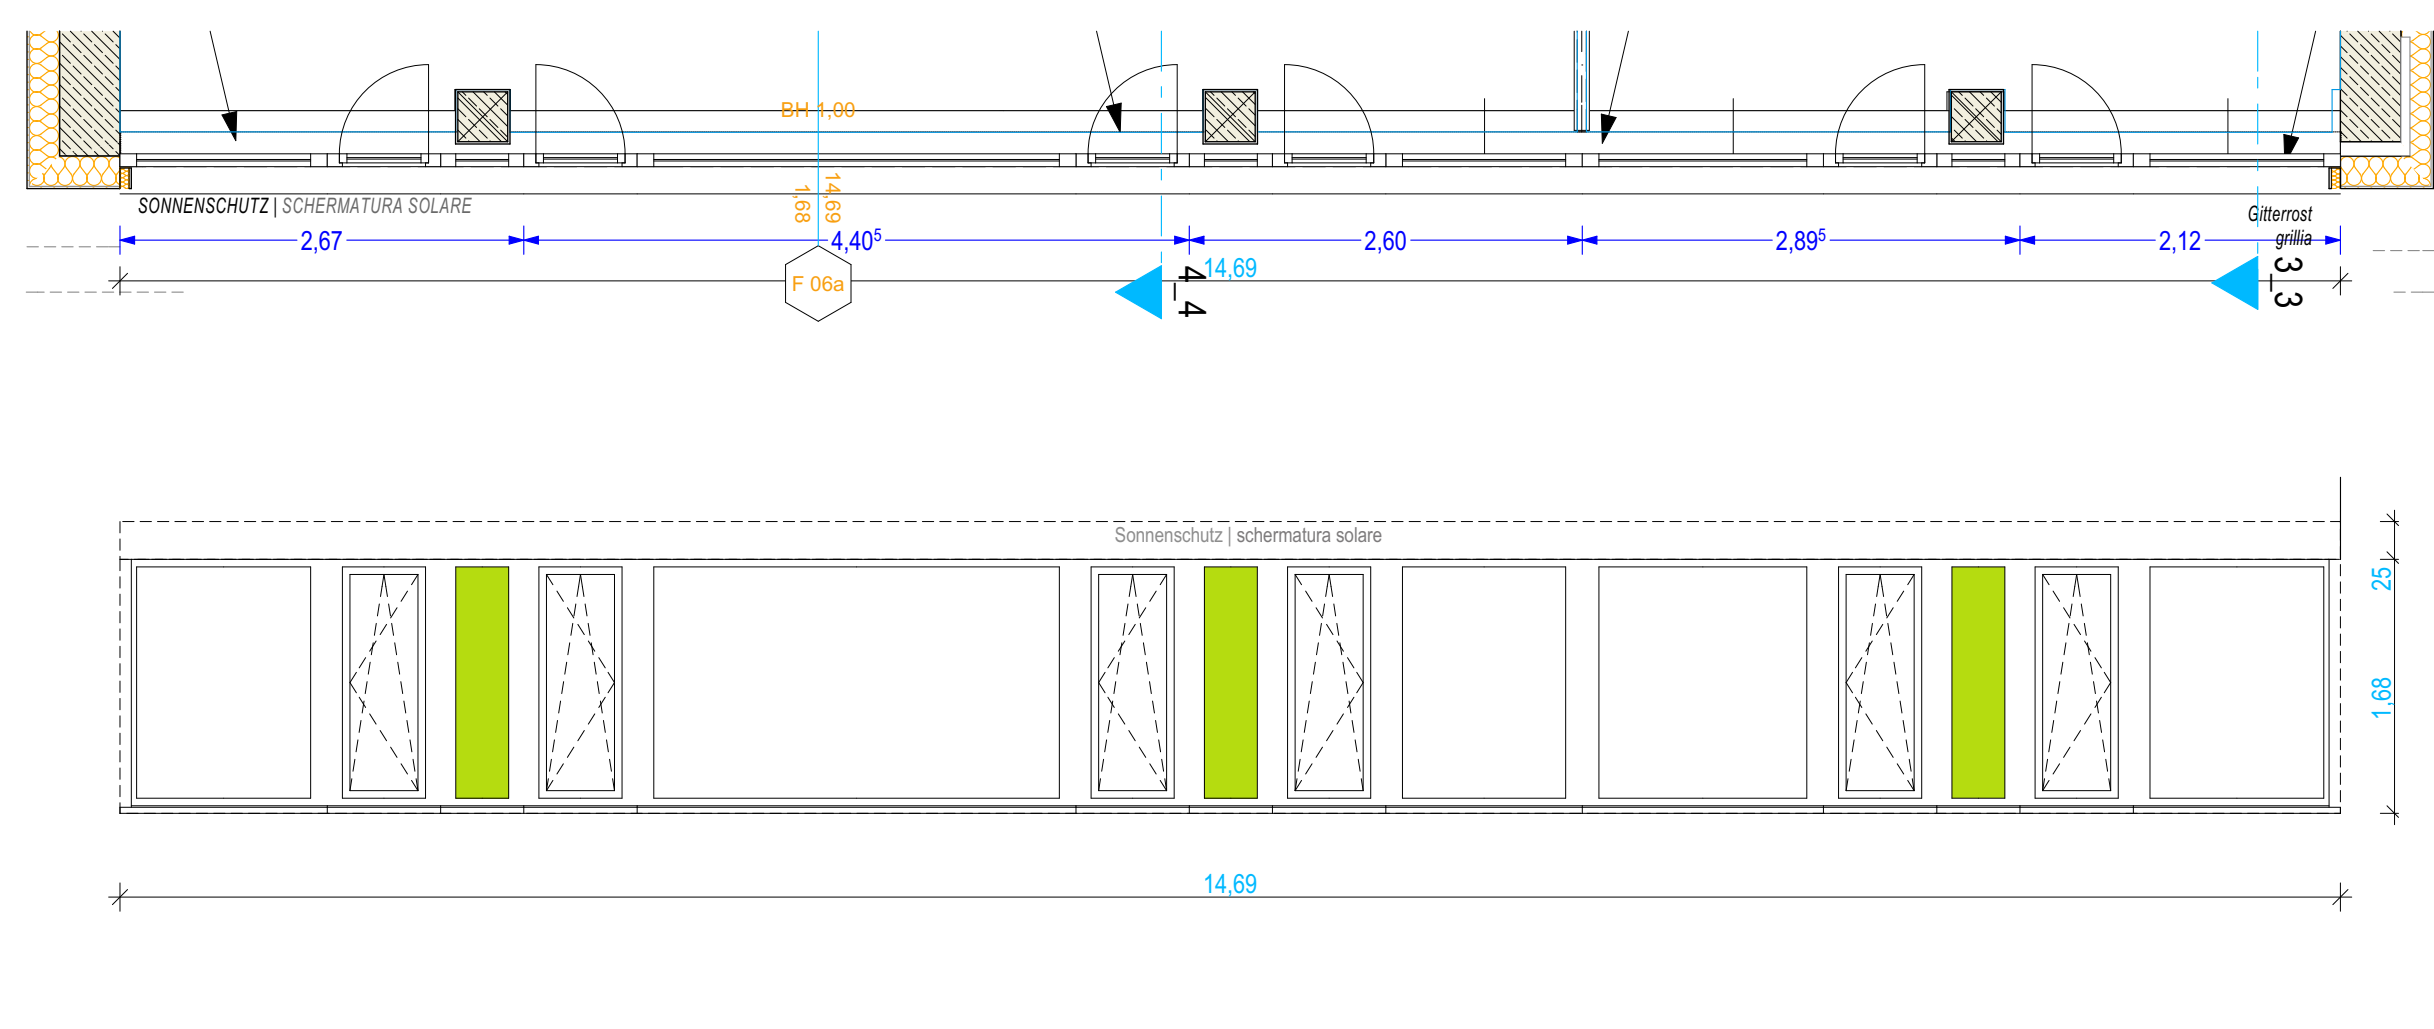 BH 1,00
14,69
1,68
SONNENSCHUTZ | SCHERMATURA SOLARE
Gitterrost
grillia
2,67
4,40⁵
2,60
2,89⁵
2,12
14,69
F 06a
4_4
3_3
Sonnenschutz | schermatura solare
25
1,68
14,69